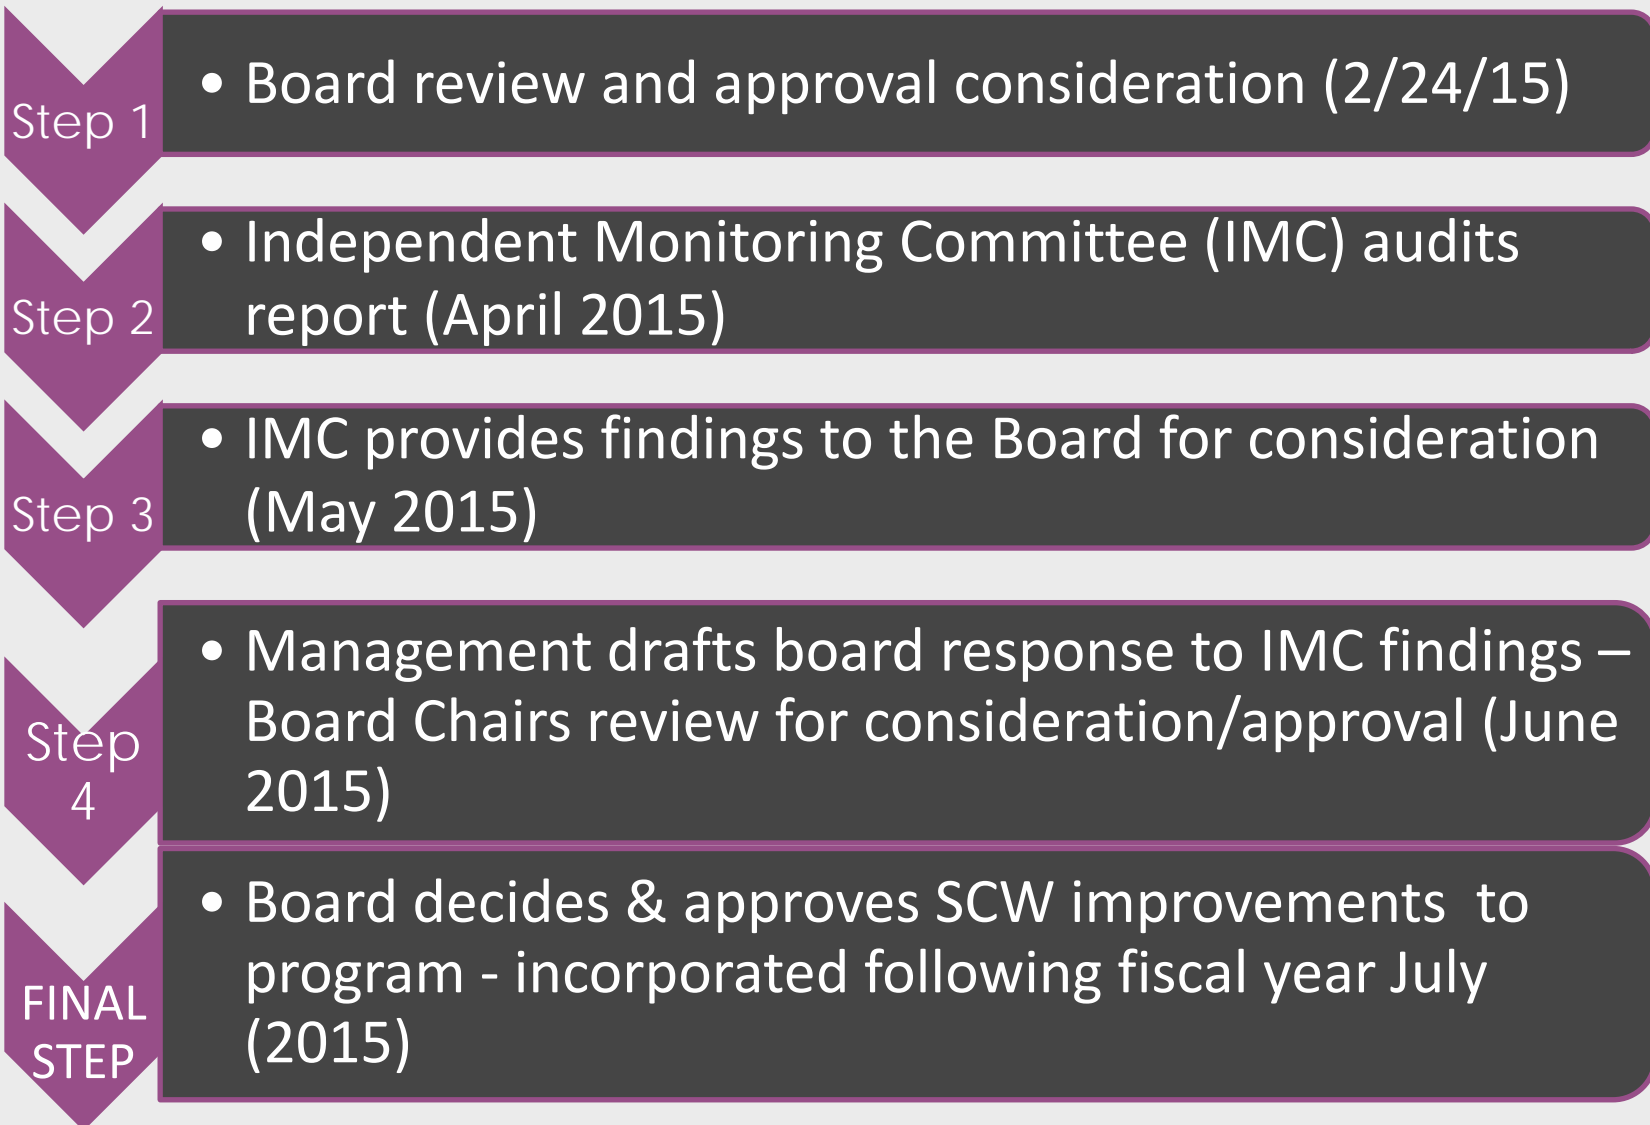 Step 1
• Board review and approval consideration (2/24/15)
Step 2
• Independent Monitoring Committee (IMC) audits
report (April 2015)
Step 3
• IMC provides findings to the Board for consideration
(May 2015)
Step
4
• Management drafts board response to IMC findings –
Board Chairs review for consideration/approval (June
2015)
FINAL
STEP
• Board decides & approves SCW improvements  to
program - incorporated following fiscal year July
(2015)